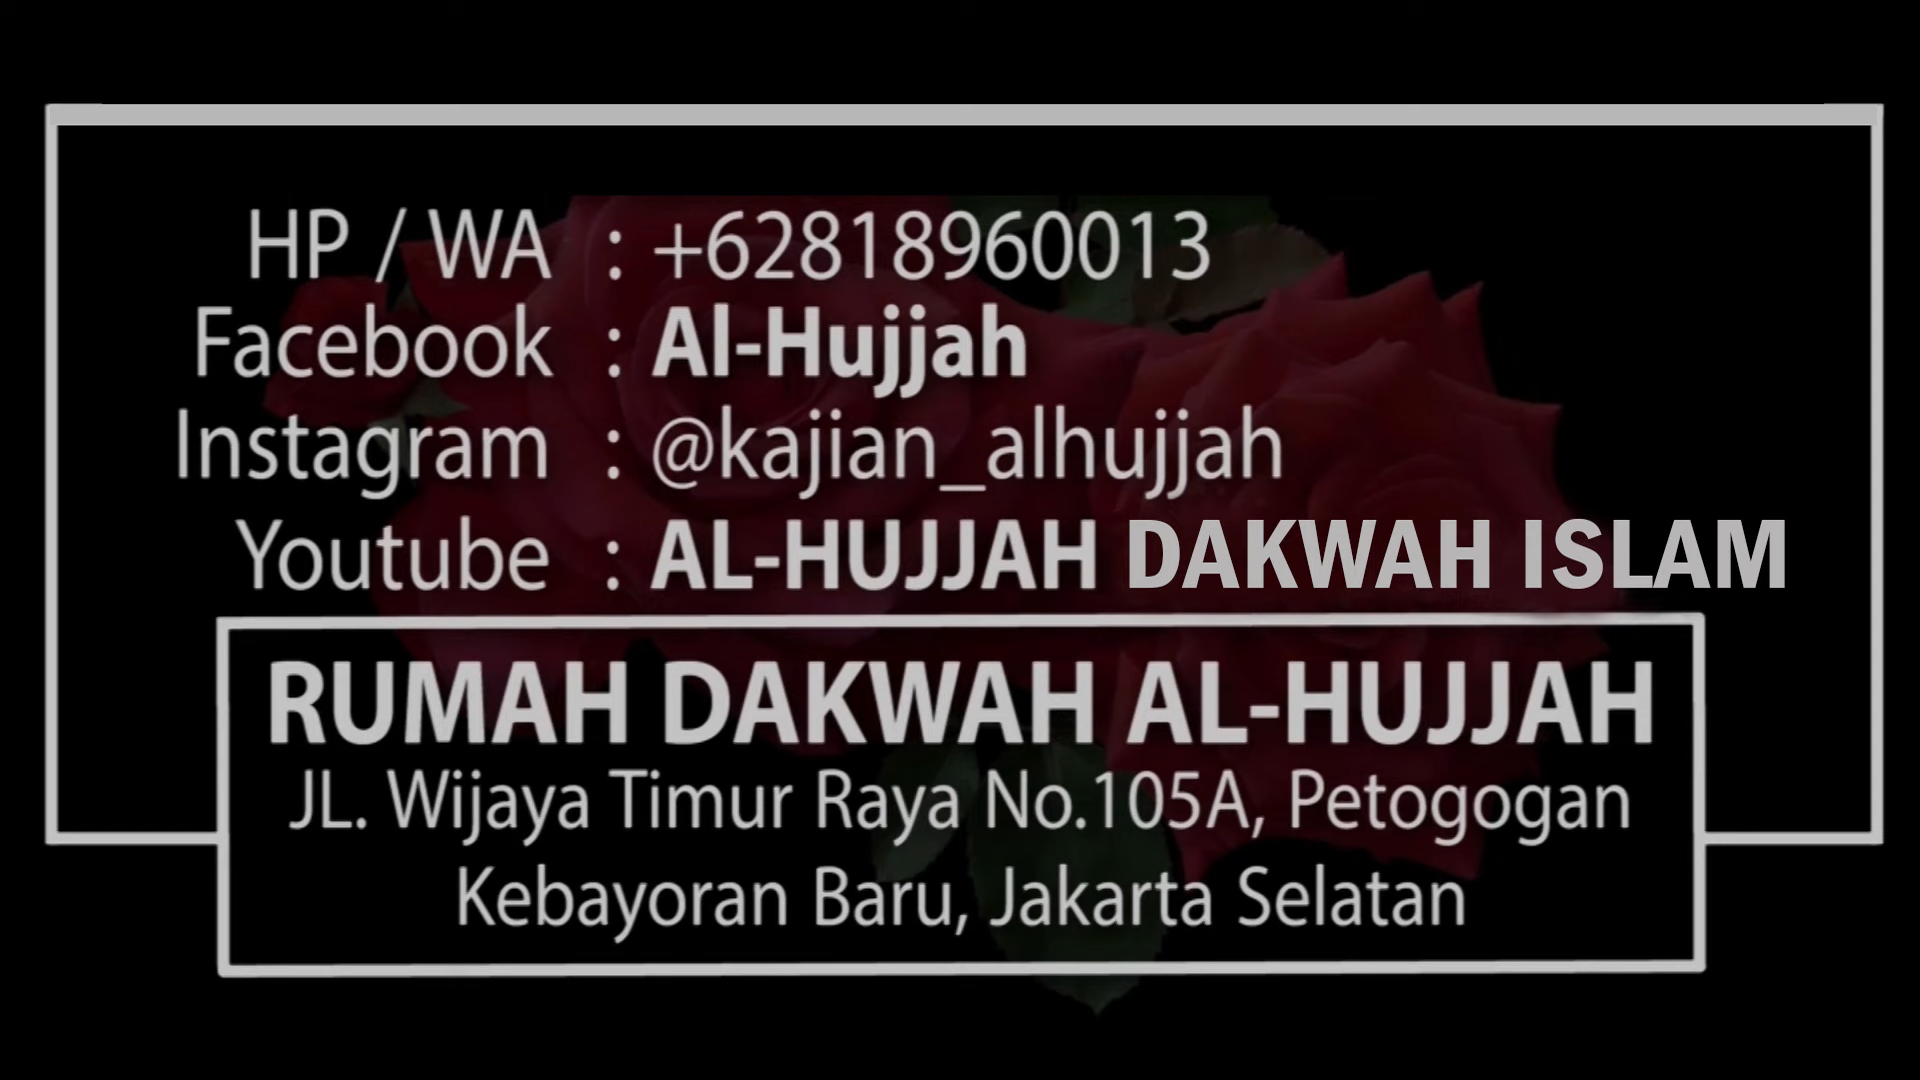 HP / WA : +62818960013
Facebook : Al-Hujjah
Instagram : @kajian_alhujjah
Youtube : AL-HUJJAH DAKWAH ISLAM
RUMAH DAKWAH AL-HUJJAH
JL. Wijaya Timur Raya No.105A, Petogogan
Kebayoran Baru, Jakarta Selatan